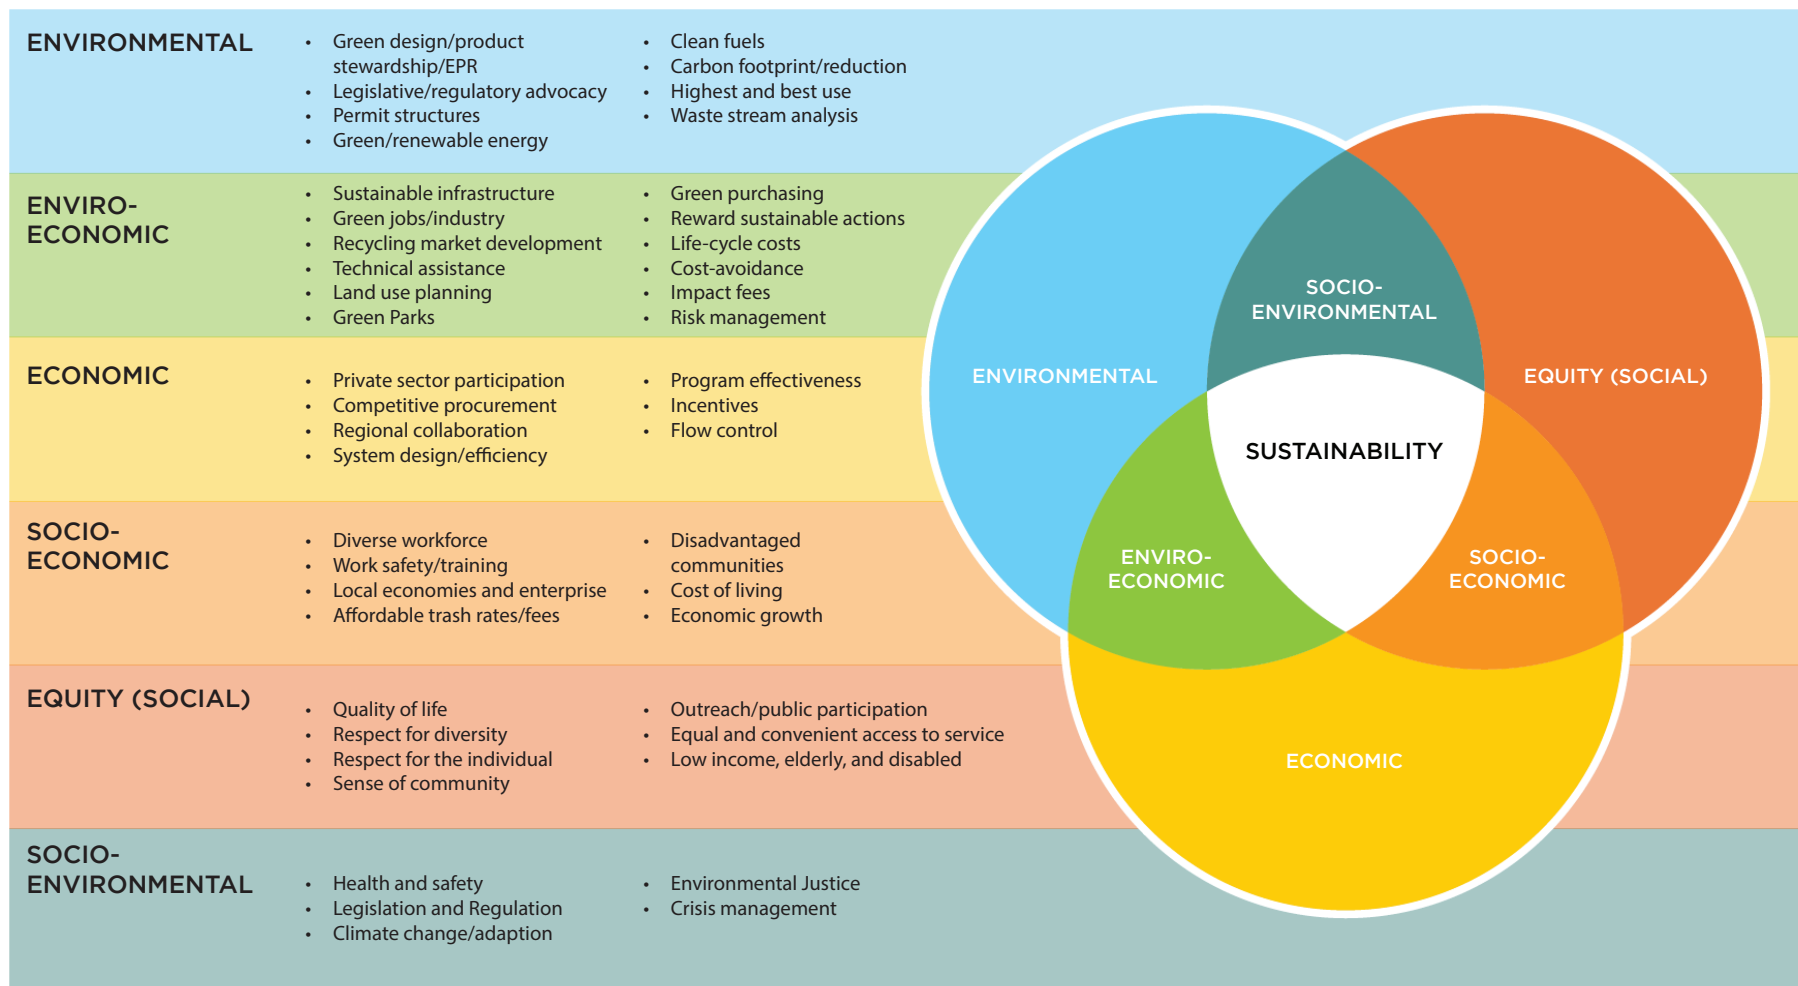 ENVIRONMENTAL
• Green design/product
stewardship/EPR
• Legislative/regulatory advocacy
• Permit structures
• Green/renewable energy
• Clean fuels
• Carbon footprint/reduction
• Highest and best use
• Waste stream analysis
ENVIRO-
ECONOMIC
• Sustainable infrastructure
• Green jobs/industry
• Recycling market development
• Technical assistance
• Land use planning
• Green Parks
• Green purchasing
• Reward sustainable actions
• Life-cycle costs
• Cost-avoidance
• Impact fees
• Risk management
ECONOMIC
• Private sector participation
• Competitive procurement
• Regional collaboration
• System design/efficiency
• Program effectiveness
• Incentives
• Flow control
SOCIO-
ECONOMIC
• Diverse workforce
• Work safety/training
• Local economies and enterprise
• Affordable trash rates/fees
• Disadvantaged
communities
• Cost of living
• Economic growth
EQUITY (SOCIAL)
• Quality of life
• Respect for diversity
• Respect for the individual
• Sense of community
• Outreach/public participation
• Equal and convenient access to service
• Low income, elderly, and disabled
SOCIO-
ENVIRONMENTAL
• Health and safety
• Legislation and Regulation
• Climate change/adaption
• Environmental Justice
• Crisis management
SOCIO-
ENVIRONMENTAL
ENVIRONMENTAL
EQUITY (SOCIAL)
SUSTAINABILITY
ENVIRO-
ECONOMIC
SOCIO-
ECONOMIC
ECONOMIC